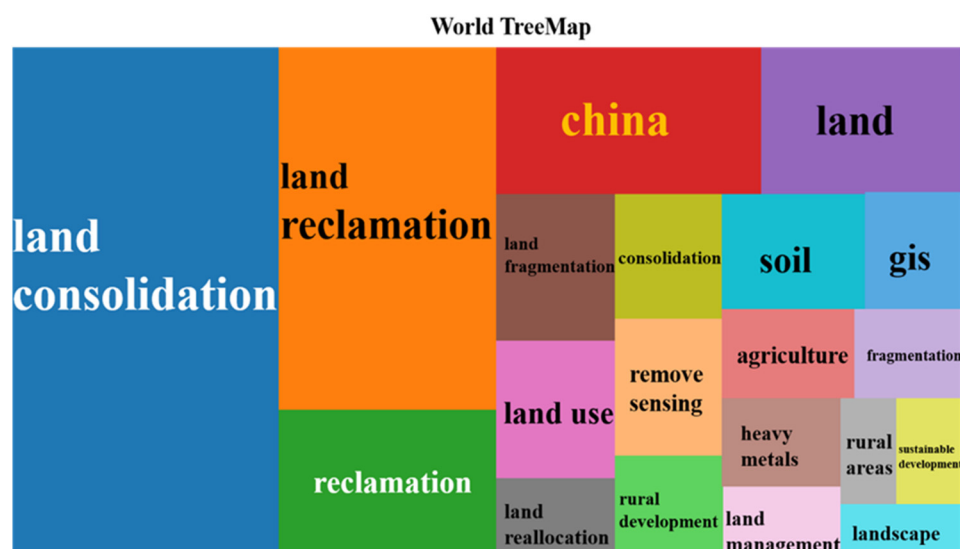 World TreeMap
land
consolidation
land
reclamation
reclamation
china
land
land
fragmentation
consolidation
soil
gis
land use
remove
sensing
agriculture
fragmentation
heavy
metals
rural
areas
sustainable
development
land
reallocation
rural
development
land
management
landscape